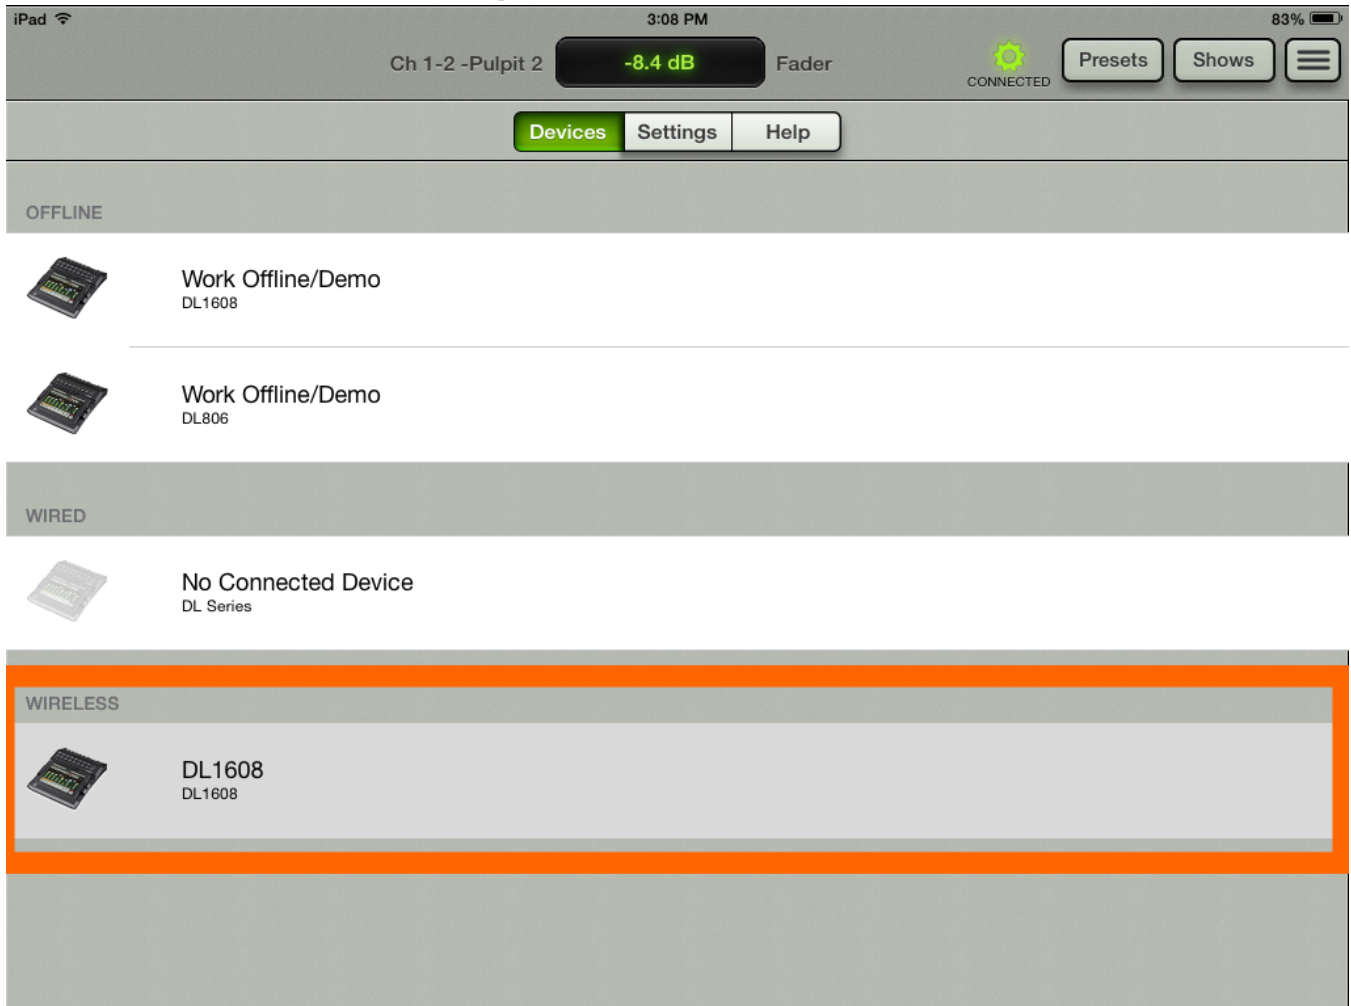 iPad 3:08 PM 83%
Ch 1-2 -Pulpit 2 -8.4 dB Fader CONNECTED Presets Shows
Devices Settings Help
OFFLINE
Work Offline/Demo
DL1608
Work Offline/Demo
DL806
WIRED
No Connected Device
DL Series
WIRELESS
DL1608
DL1608